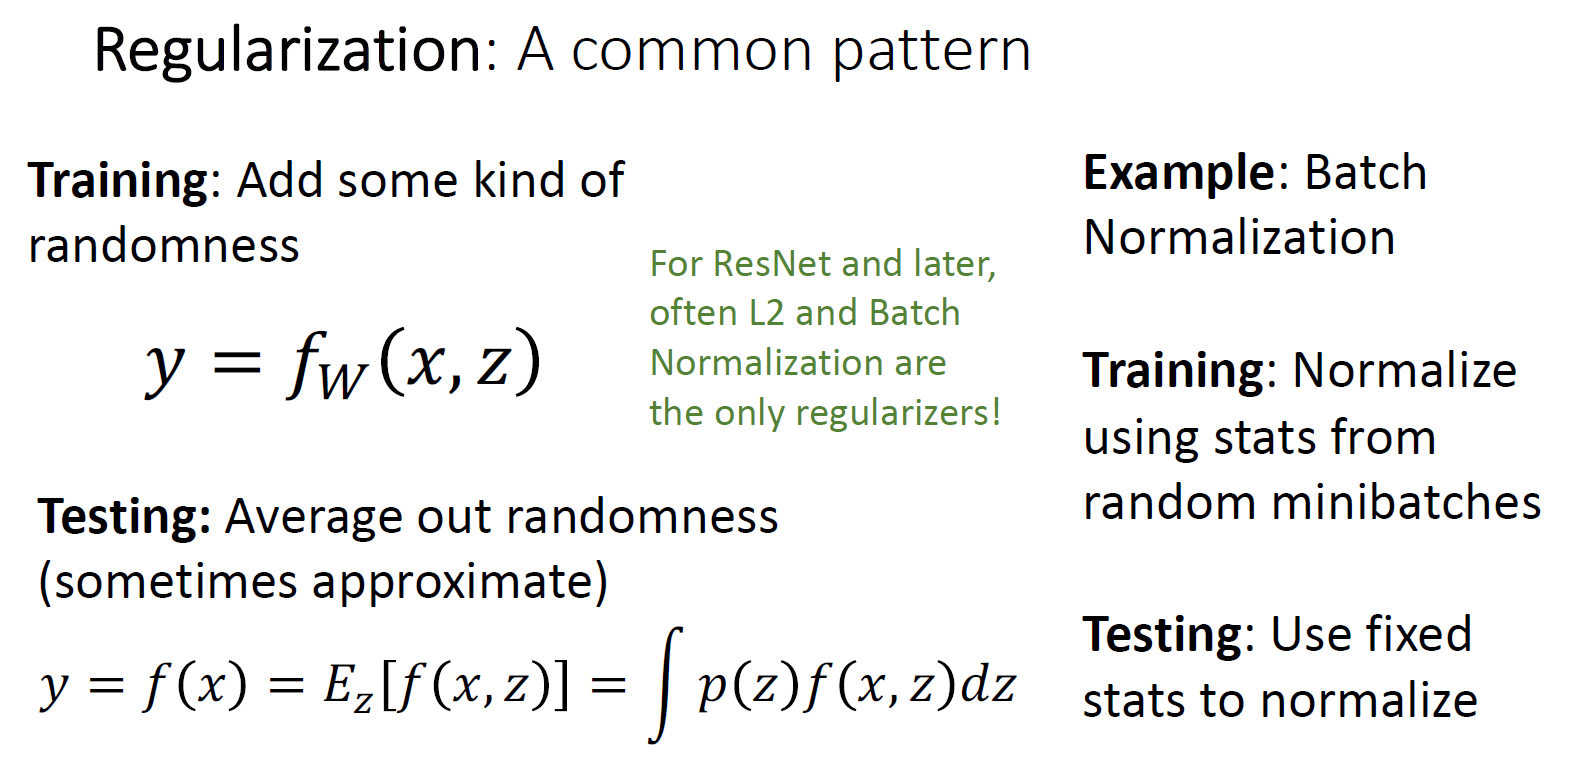 Regularization: A common pattern
Training: Add some kind of
randomness
y = f_W(x, z)
For ResNet and later,
often L2 and Batch
Normalization are
the only regularizers!
Testing: Average out randomness
(sometimes approximate)
y = f(x) = E_z[f(x, z)] = ∫ p(z)f(x, z)dz
Example: Batch
Normalization
Training: Normalize
using stats from
random minibatches
Testing: Use fixed
stats to normalize